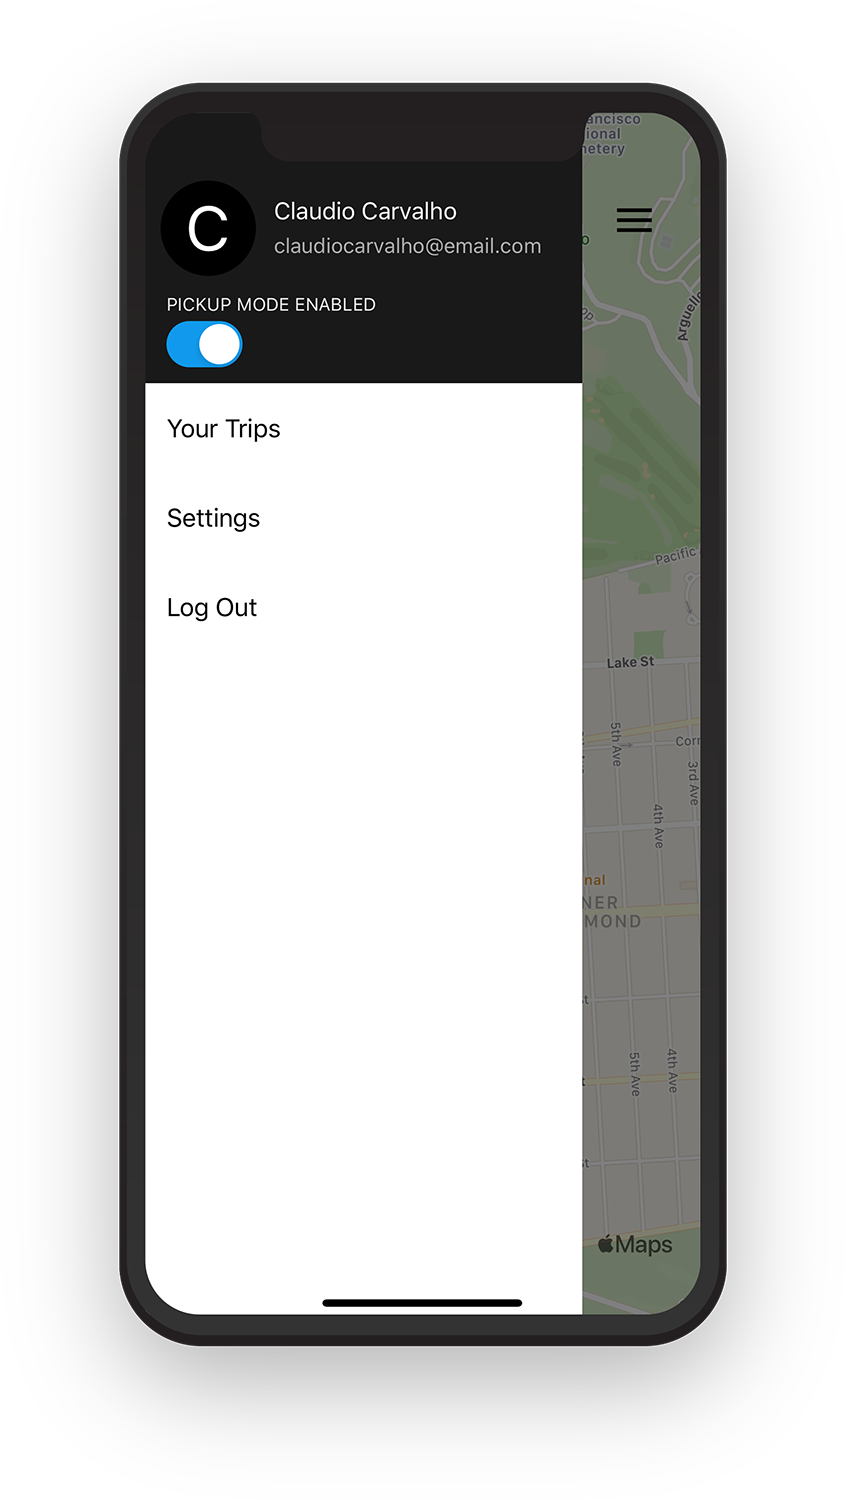 C
Claudio Carvalho
claudiocarvalho@email.com
PICKUP MODE ENABLED
Your Trips
Settings
Log Out
ancisco
ional
netery
Arguello
Pacific
Lake St
5th Ave
Corn
3rd Ave
4th Ave
nal
NER
MOND
5th Ave
4th Ave
Maps